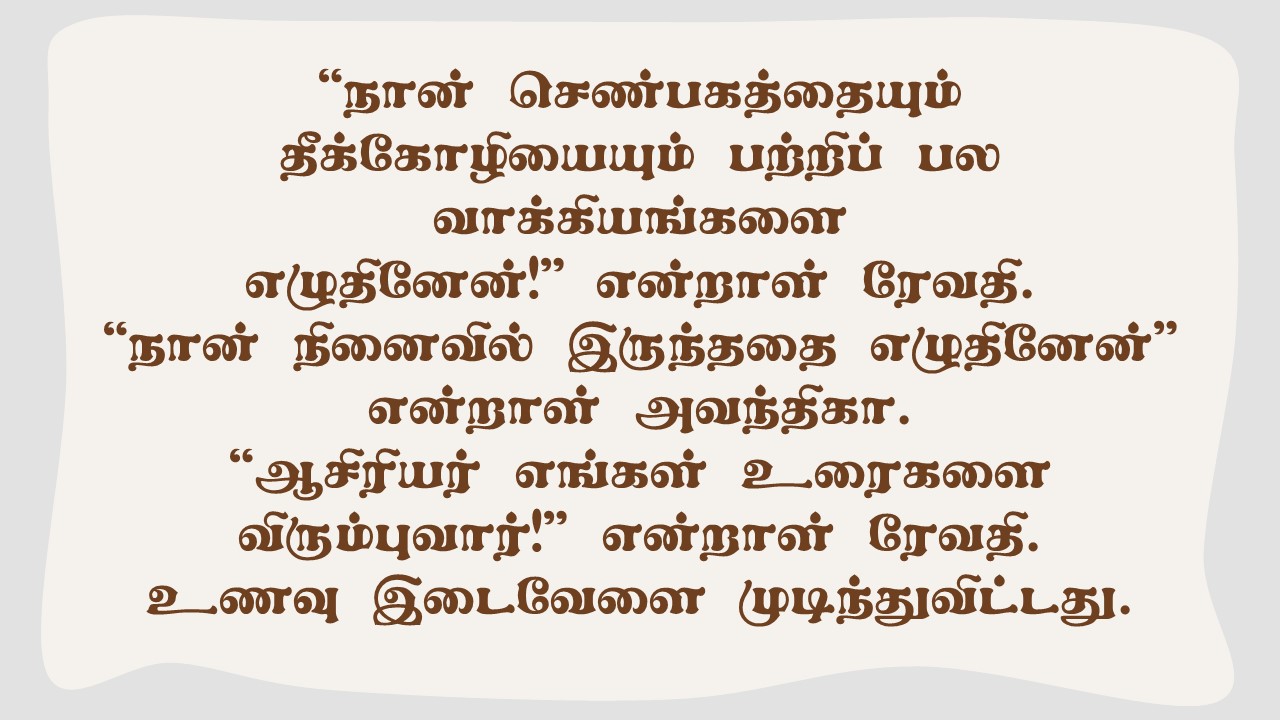 “நான் செண்பகத்தையும்
தீக்கோழியையும் பற்றிப் பல
வாக்கியங்களை
எழுதினேன்!” என்றாள் ரேவதி.
“நான் நினைவில் இருந்ததை எழுதினேன்”
என்றாள் அவந்திகா.
“ஆசிரியர் எங்கள் உரைகளை
விரும்புவார்!” என்றாள் ரேவதி.
உணவு இடைவேளை முடிந்துவிட்டது.